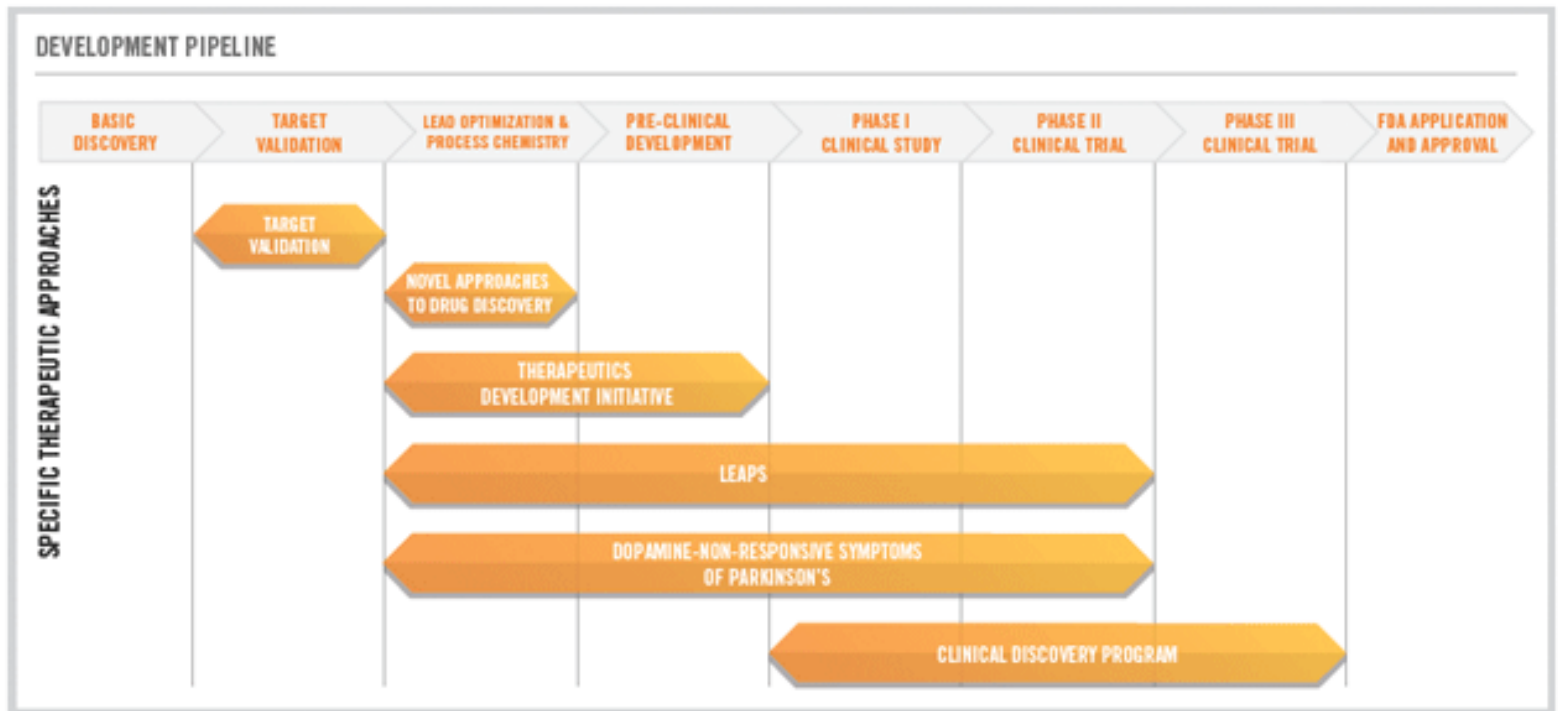 DEVELOPMENT PIPELINE
BASIC
DISCOVERY
TARGET
VALIDATION
LEAD OPTIMIZATION &
PROCESS CHEMISTRY
PRE-CLINICAL
DEVELOPMENT
PHASE I
CLINICAL STUDY
PHASE II
CLINICAL TRIAL
PHASE III
CLINICAL TRIAL
FDA APPLICATION
AND APPROVAL
SPECIFIC THERAPEUTIC APPROACHES
TARGET
VALIDATION
NOVEL APPROACHES
TO DRUG DISCOVERY
THERAPEUTICS
DEVELOPMENT INITIATIVE
LEAPS
DOPAMINE-NON-RESPONSIVE SYMPTOMS
OF PARKINSON'S
CLINICAL DISCOVERY PROGRAM